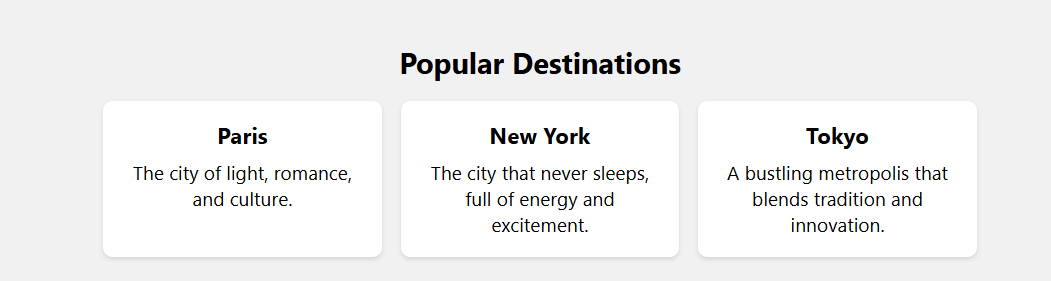 Popular Destinations
Paris
The city of light, romance,
and culture.
New York
The city that never sleeps,
full of energy and
excitement.
Tokyo
A bustling metropolis that
blends tradition and
innovation.